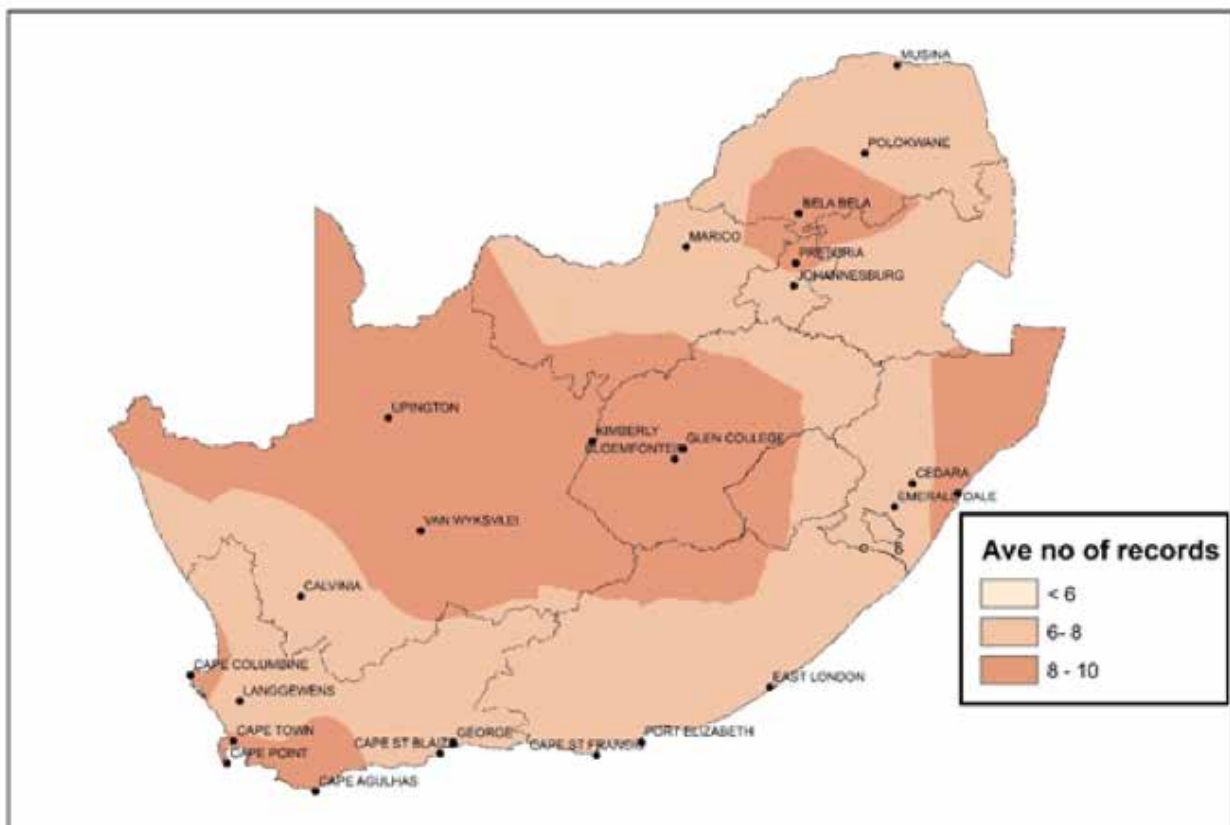 MUSINA
POLOKWANE
BELA BELA
MARICO
PRETORIA
JOHANNESBURG
UPINGTON
KIMBERLY
GLEN COLLEGE
CEDARA
EMERALD DALE
VAN WYKSVLEI
Ave no of records
< 6
6- 8
8 - 10
CALVINIA
CAPE COLUMBINE
LANGGEWENS
EAST LONDON
CAPE TOWN
GEORGE
PORT ELIZABETH
CAPE ST BLAIZE
CAPE ST FRANCIS
CAPE POINT
CAPE AGULHAS